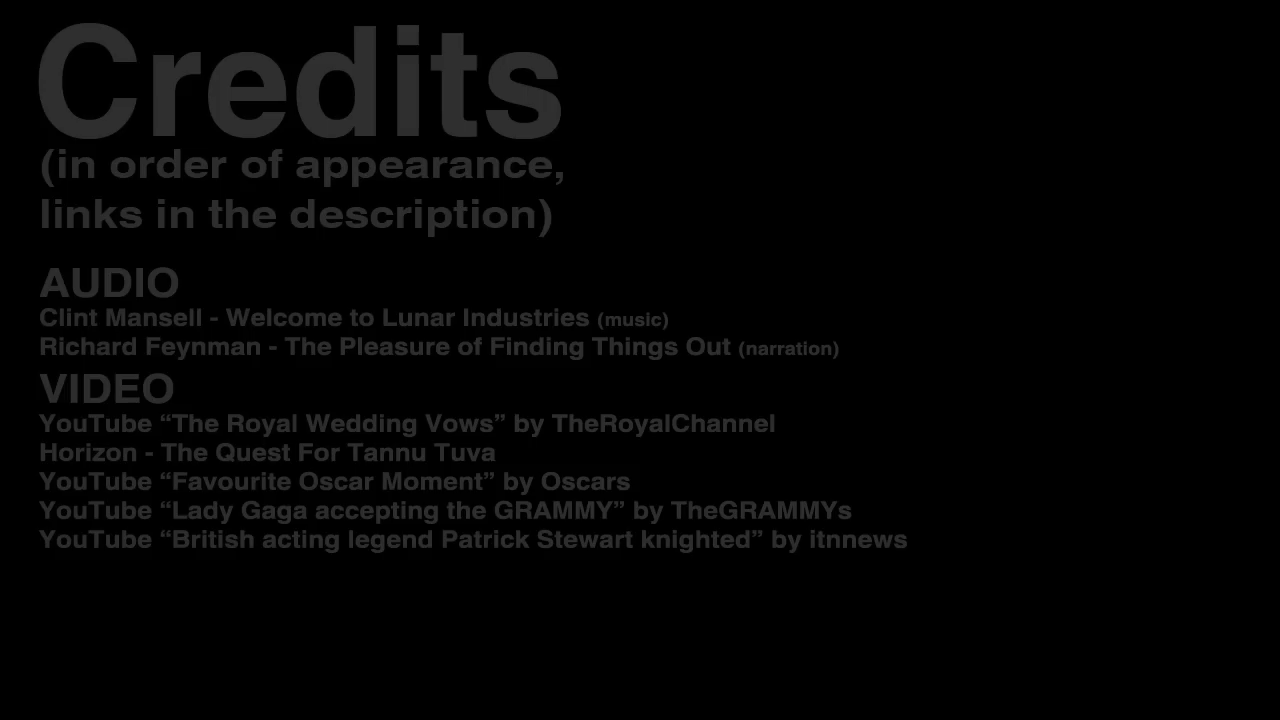 Credits
(in order of appearance,
links in the description)
AUDIO
Clint Mansell - Welcome to Lunar Industries (music)
Richard Feynman - The Pleasure of Finding Things Out (narration)
VIDEO
YouTube “The Royal Wedding Vows” by TheRoyalChannel
Horizon - The Quest For Tannu Tuva
YouTube “Favourite Oscar Moment” by Oscars
YouTube “Lady Gaga accepting the GRAMMY” by TheGRAMMYs
YouTube “British acting legend Patrick Stewart knighted” by itnnews